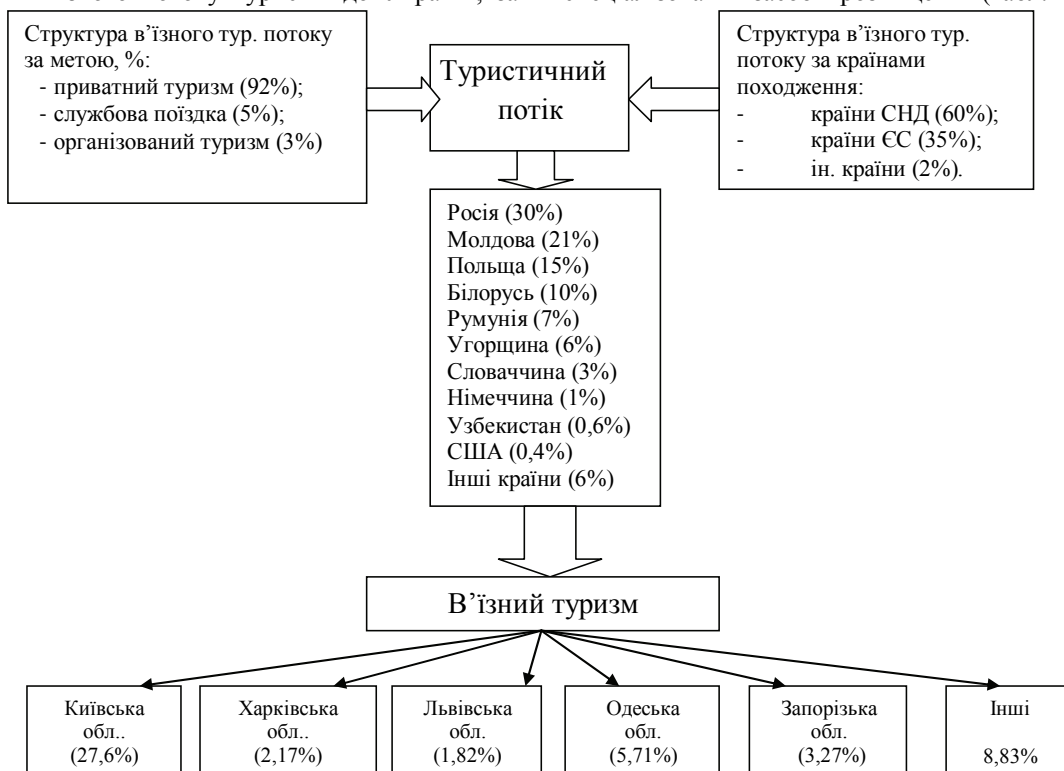 Структура в’їзного тур. потоку
за метою, %:
- приватний туризм (92%);
- службова поїздка (5%);
- організований туризм (3%)
Туристичний
потік
Структура в’їзного тур.
потоку за країнами
походження:
- країни СНД (60%);
- країни ЄС (35%);
- ін. країни (2%).
Росія (30%)
Молдова (21%)
Польща (15%)
Білорусь (10%)
Румунія (7%)
Угорщина (6%)
Словаччина (3%)
Німеччина (1%)
Узбекистан (0,6%)
США (0,4%)
Інші країни (6%)
В’їзний туризм
Київська
обл..
(27,6%)
Харківська
обл..
(2,17%)
Львівська
обл.
(1,82%)
Одеська
обл.
(5,71%)
Запорізька
обл.
(3,27%)
Інші
8,83%